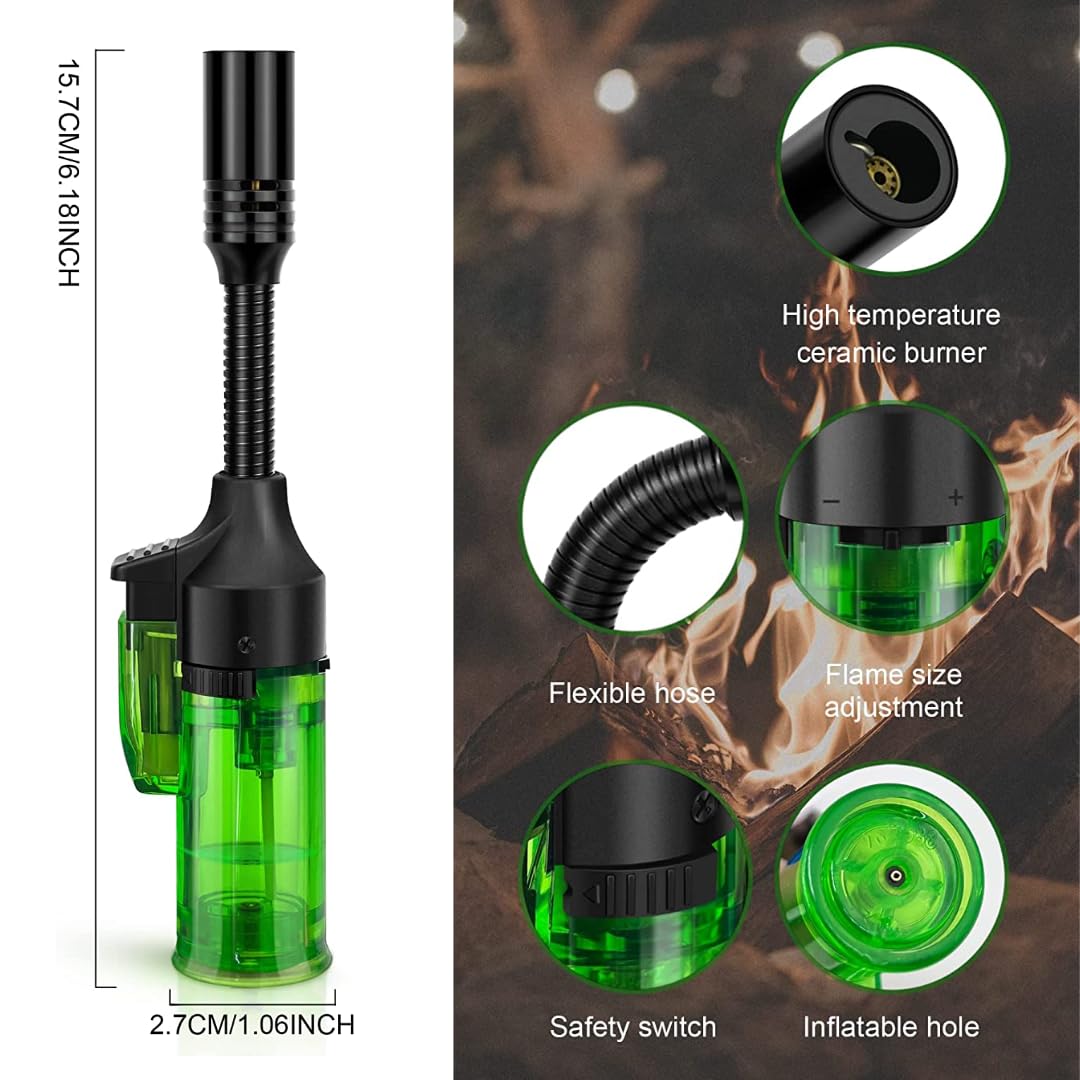 15.7CM/6.18INCH
2.7CM/1.06INCH
High temperature
ceramic burner
Flexible hose
− +
Flame size
adjustment
Safety switch
Inflatable hole